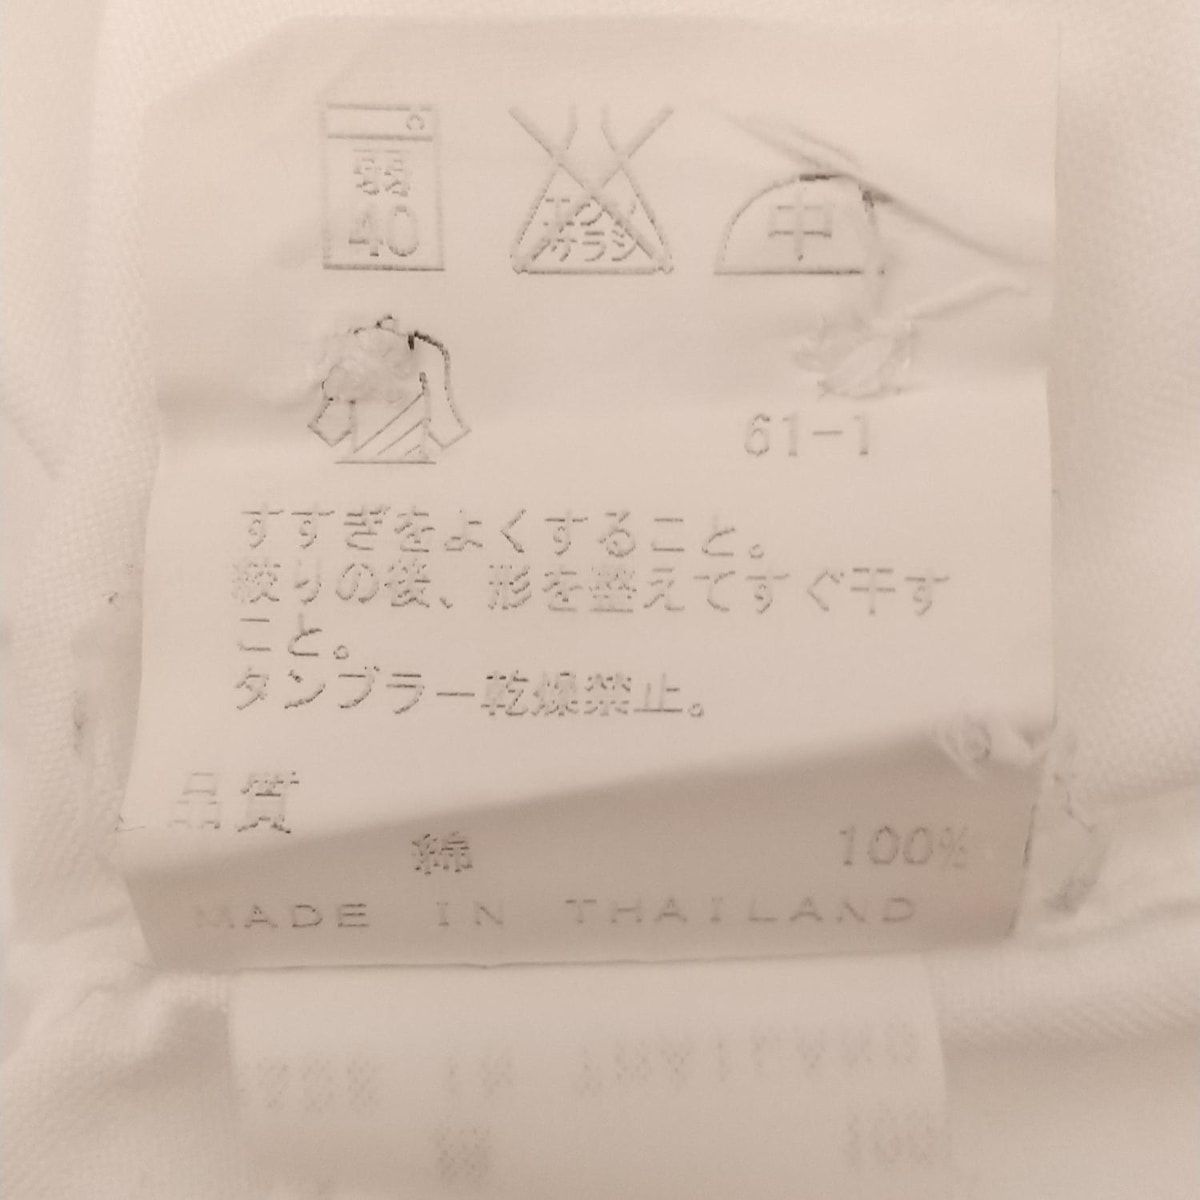 弱
40
エンソ
サラシ
中
61-1
すすぎをよくすること。
絞りの後、形を整えてすぐ干す
こと。
タンブラー乾燥禁止。
品質
綿 100%
MADE IN THAILAND